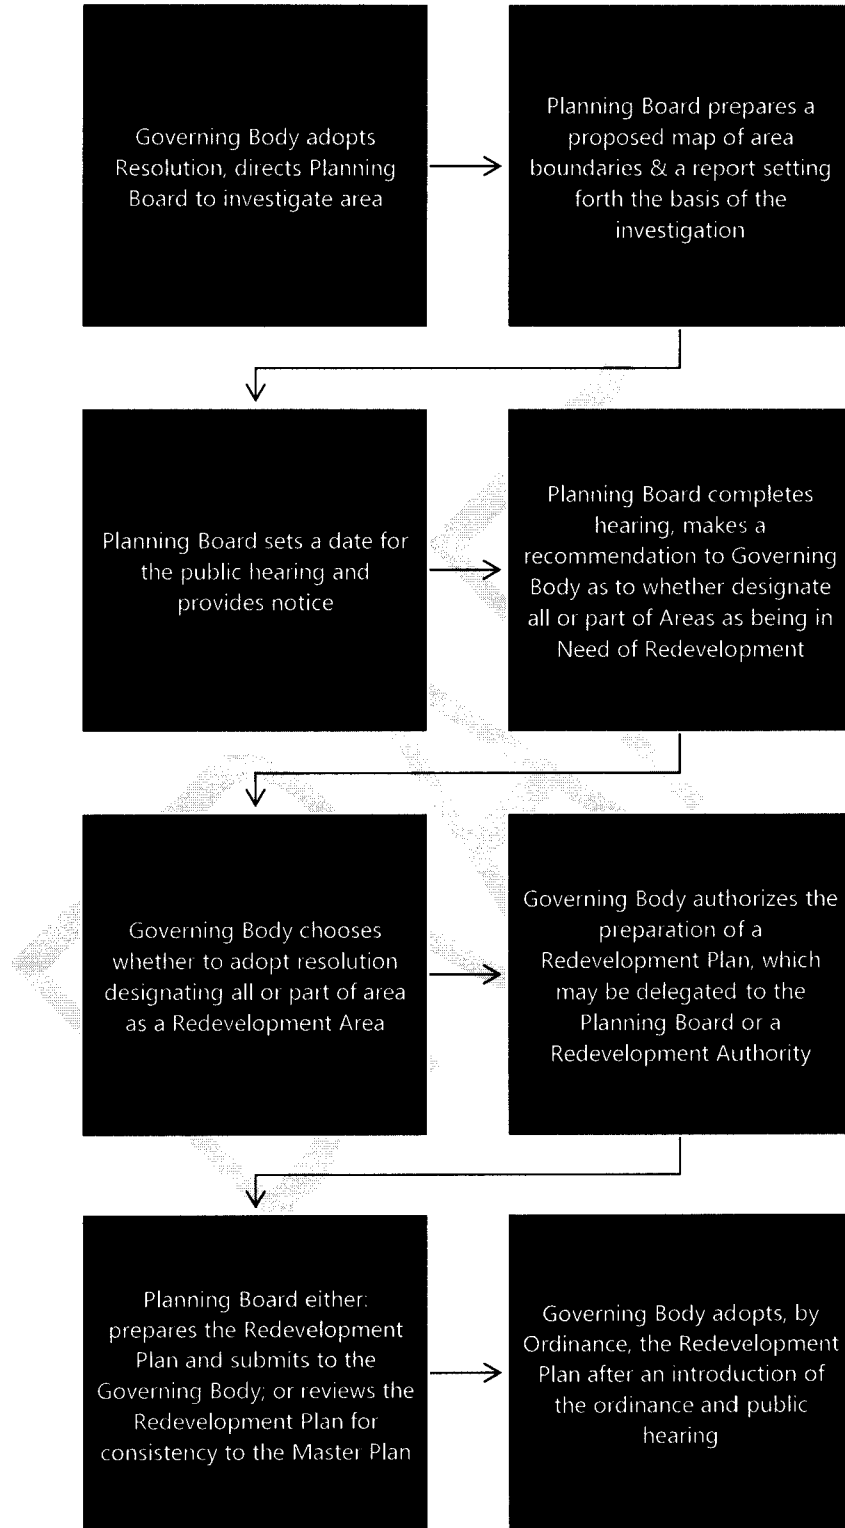 Governing Body adopts
Resolution, directs Planning
Board to investigate area
Planning Board prepares a
proposed map of area
boundaries & a report setting
forth the basis of the
investigation
Planning Board sets a date for
the public hearing and
provides notice
Planning Board completes
hearing, makes a
recommendation to Governing
Body as to whether designate
all or part of Areas as being in
Need of Redevelopment
Governing Body chooses
whether to adopt resolution
designating all or part of area
as a Redevelopment Area
Governing Body authorizes the
preparation of a
Redevelopment Plan, which
may be delegated to the
Planning Board or a
Redevelopment Authority
Planning Board either:
prepares the Redevelopment
Plan and submits to the
Governing Body; or reviews the
Redevelopment Plan for
consistency to the Master Plan
Governing Body adopts, by
Ordinance, the Redevelopment
Plan after an introduction of
the ordinance and public
hearing